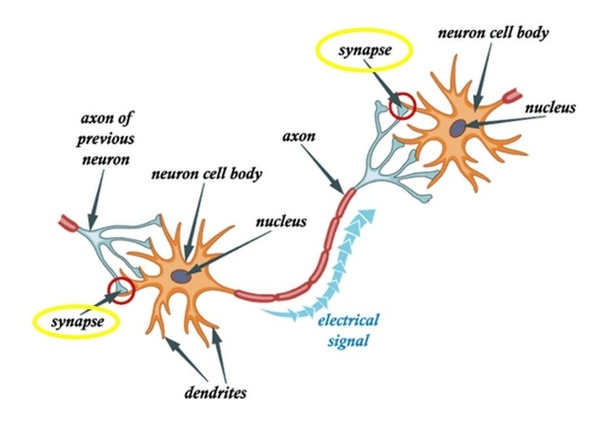 neuron cell body
synapse
nucleus
axon
axon of
previous
neuron
neuron cell body
nucleus
synapse
electrical
signal
dendrites